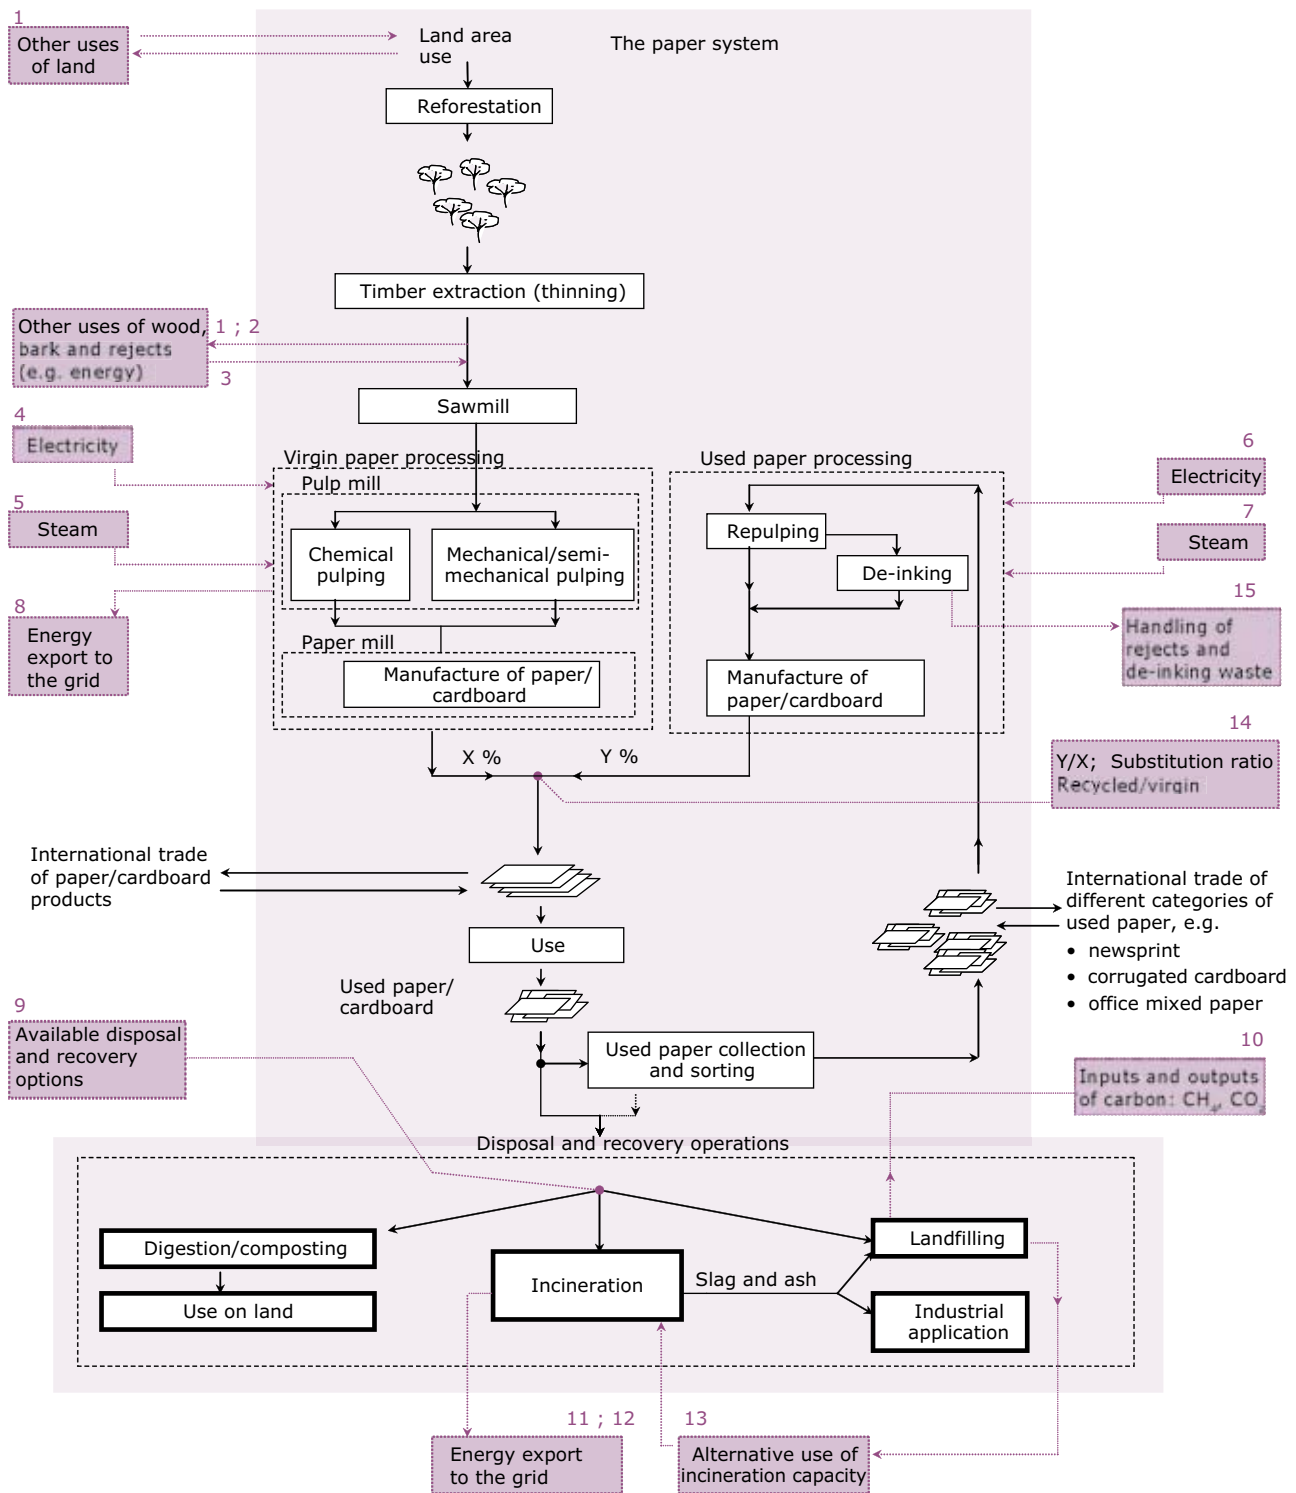 1
Other uses
of land
Land area
use
The paper system
Reforestation
Timber extraction (thinning)
Other uses of wood,
bark and rejects
(e.g. energy)
1 ; 2
3
Sawmill
4
Electricity
5
Steam
8
Energy
export to
the grid
Virgin paper processing
Pulp mill
Chemical
pulping
Mechanical/semi-
mechanical pulping
Paper mill
Manufacture of paper/
cardboard
Used paper processing
Repulping
De-inking
Manufacture of
paper/cardboard
6
Electricity
7
Steam
15
Handling of
rejects and
de-inking waste
14
Y/X; Substitution ratio
Recycled/virgin
X %
Y %
International trade
of paper/cardboard
products
International trade of
different categories of
used paper, e.g.
• newsprint
• corrugated cardboard
• office mixed paper
Use
Used paper/
cardboard
9
Available disposal
and recovery
options
Used paper collection
and sorting
10
Inputs and outputs
of carbon: CH₄, CO₂
Disposal and recovery operations
Digestion/composting
Use on land
Incineration
Slag and ash
Landfilling
Industrial
application
11 ; 12
Energy export
to the grid
13
Alternative use of
incineration capacity